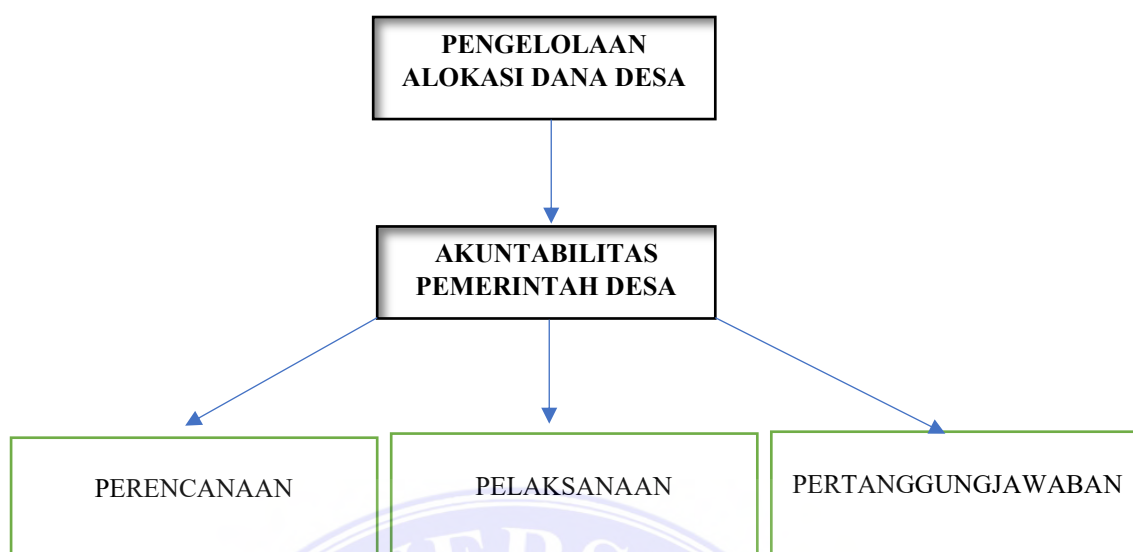 PENGELOLAAN
ALOKASI DANA DESA
AKUNTABILITAS
PEMERINTAH DESA
PERENCANAAN
PELAKSANAAN
PERTANGGUNGJAWABAN